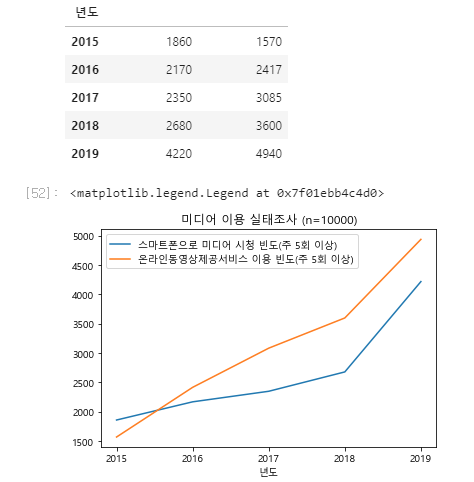 년도
2015 1860 1570
2016 2170 2417
2017 2350 3085
2018 2680 3600
2019 4220 4940
[52]: <matplotlib.legend.Legend at 0x7f01ebb4c4d0>
미디어 이용 실태조사 (n=10000)
스마트폰으로 미디어 시청 빈도(주 5회 이상)
온라인동영상제공서비스 이용 빈도(주 5회 이상)
5000
4500
4000
3500
3000
2500
2000
1500
2015 2016 2017 2018 2019
년도